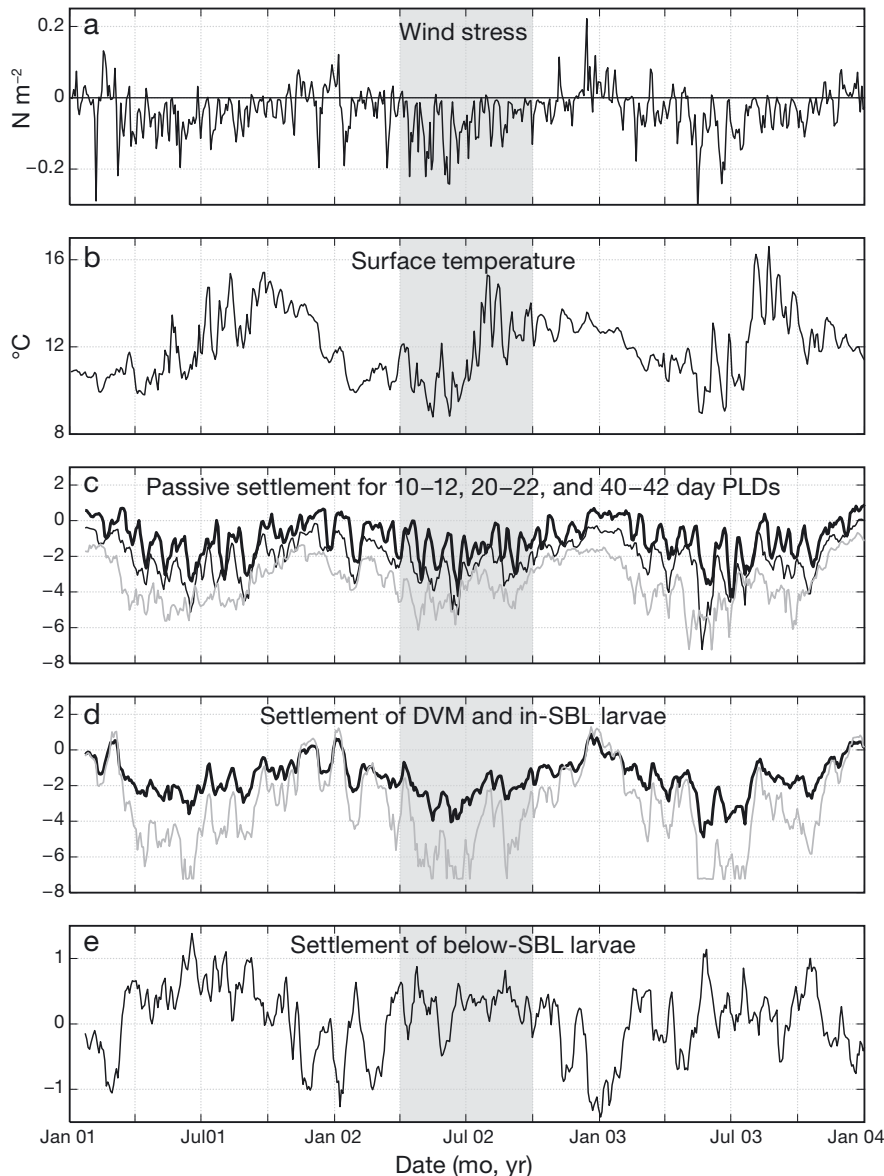 a
Wind stress
0.2
0
−0.2
N m−2
b
Surface temperature
16
12
8
°C
c
Passive settlement for 10–12, 20–22, and 40–42 day PLDs
2
0
−2
−4
−6
−8
d
Settlement of DVM and in-SBL larvae
2
0
−2
−4
−6
−8
e
Settlement of below-SBL larvae
1
0
−1
Jan 01 Jul01 Jan 02 Jul 02 Jan 03 Jul 03 Jan 04
Date (mo, yr)